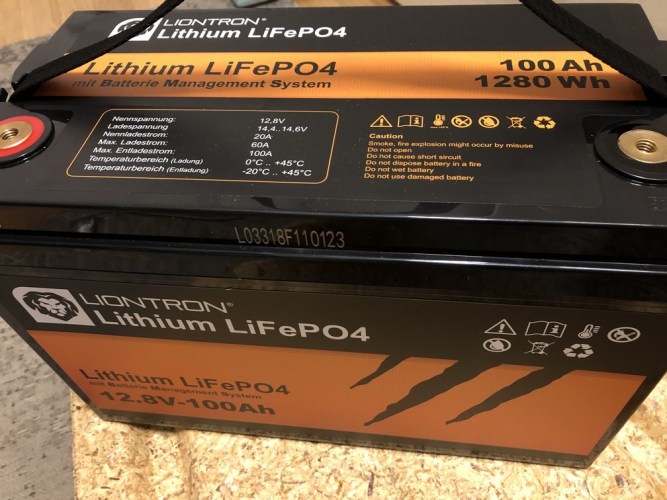 LIONTRON®
Lithium LiFePO4
Lithium LiFePO4
mit Batterie Management System
100 Ah
1280 Wh
Nennspannung: 12,8V
Ladespannung 14,4..14,6V
Nennladestrom: 20A
Max. Ladestrom: 60A
Max. Entladestrom: 100A
Temperaturbereich (Ladung) 0°C .. +45°C
Temperaturbereich (Entladung) -20°C .. +45°C
Caution
Smoke, fire explosion might occur by misuse
Do not open
Do not cause short sircuit
Do not dispose battery in a fire
Do not wet battery
Do not use damaged battery
L03318F110123
LIONTRON®
Lithium LiFePO4
Lithium LiFePO4
mit Batterie Management System
12.8V-100Ah